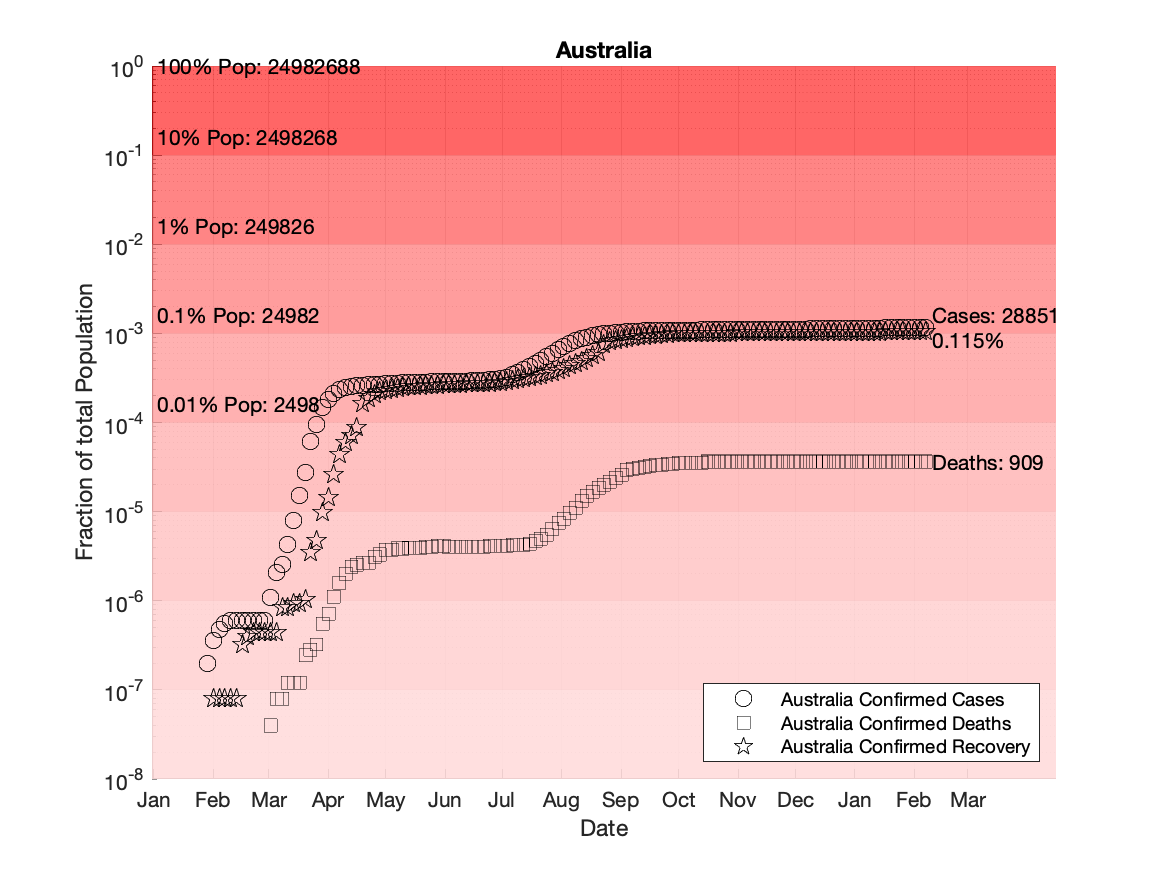 Australia
10^0
100% Pop: 24982688
10% Pop: 2498268
10^-1
1% Pop: 249826
10^-2
0.1% Pop: 24982
Cases: 28851
10^-3
0.115%
0.01% Pop: 2498
10^-4
Deaths: 909
10^-5
10^-6
10^-7
10^-8
Fraction of total Population
Australia Confirmed Cases
Australia Confirmed Deaths
Australia Confirmed Recovery
Jan Feb Mar Apr May Jun Jul Aug Sep Oct Nov Dec Jan Feb Mar
Date